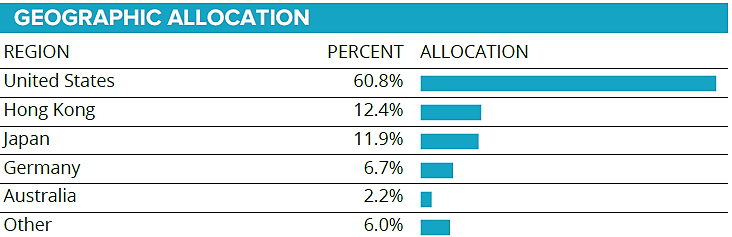 GEOGRAPHIC ALLOCATION
REGION PERCENT ALLOCATION
United States 60.8%
Hong Kong 12.4%
Japan 11.9%
Germany 6.7%
Australia 2.2%
Other 6.0%